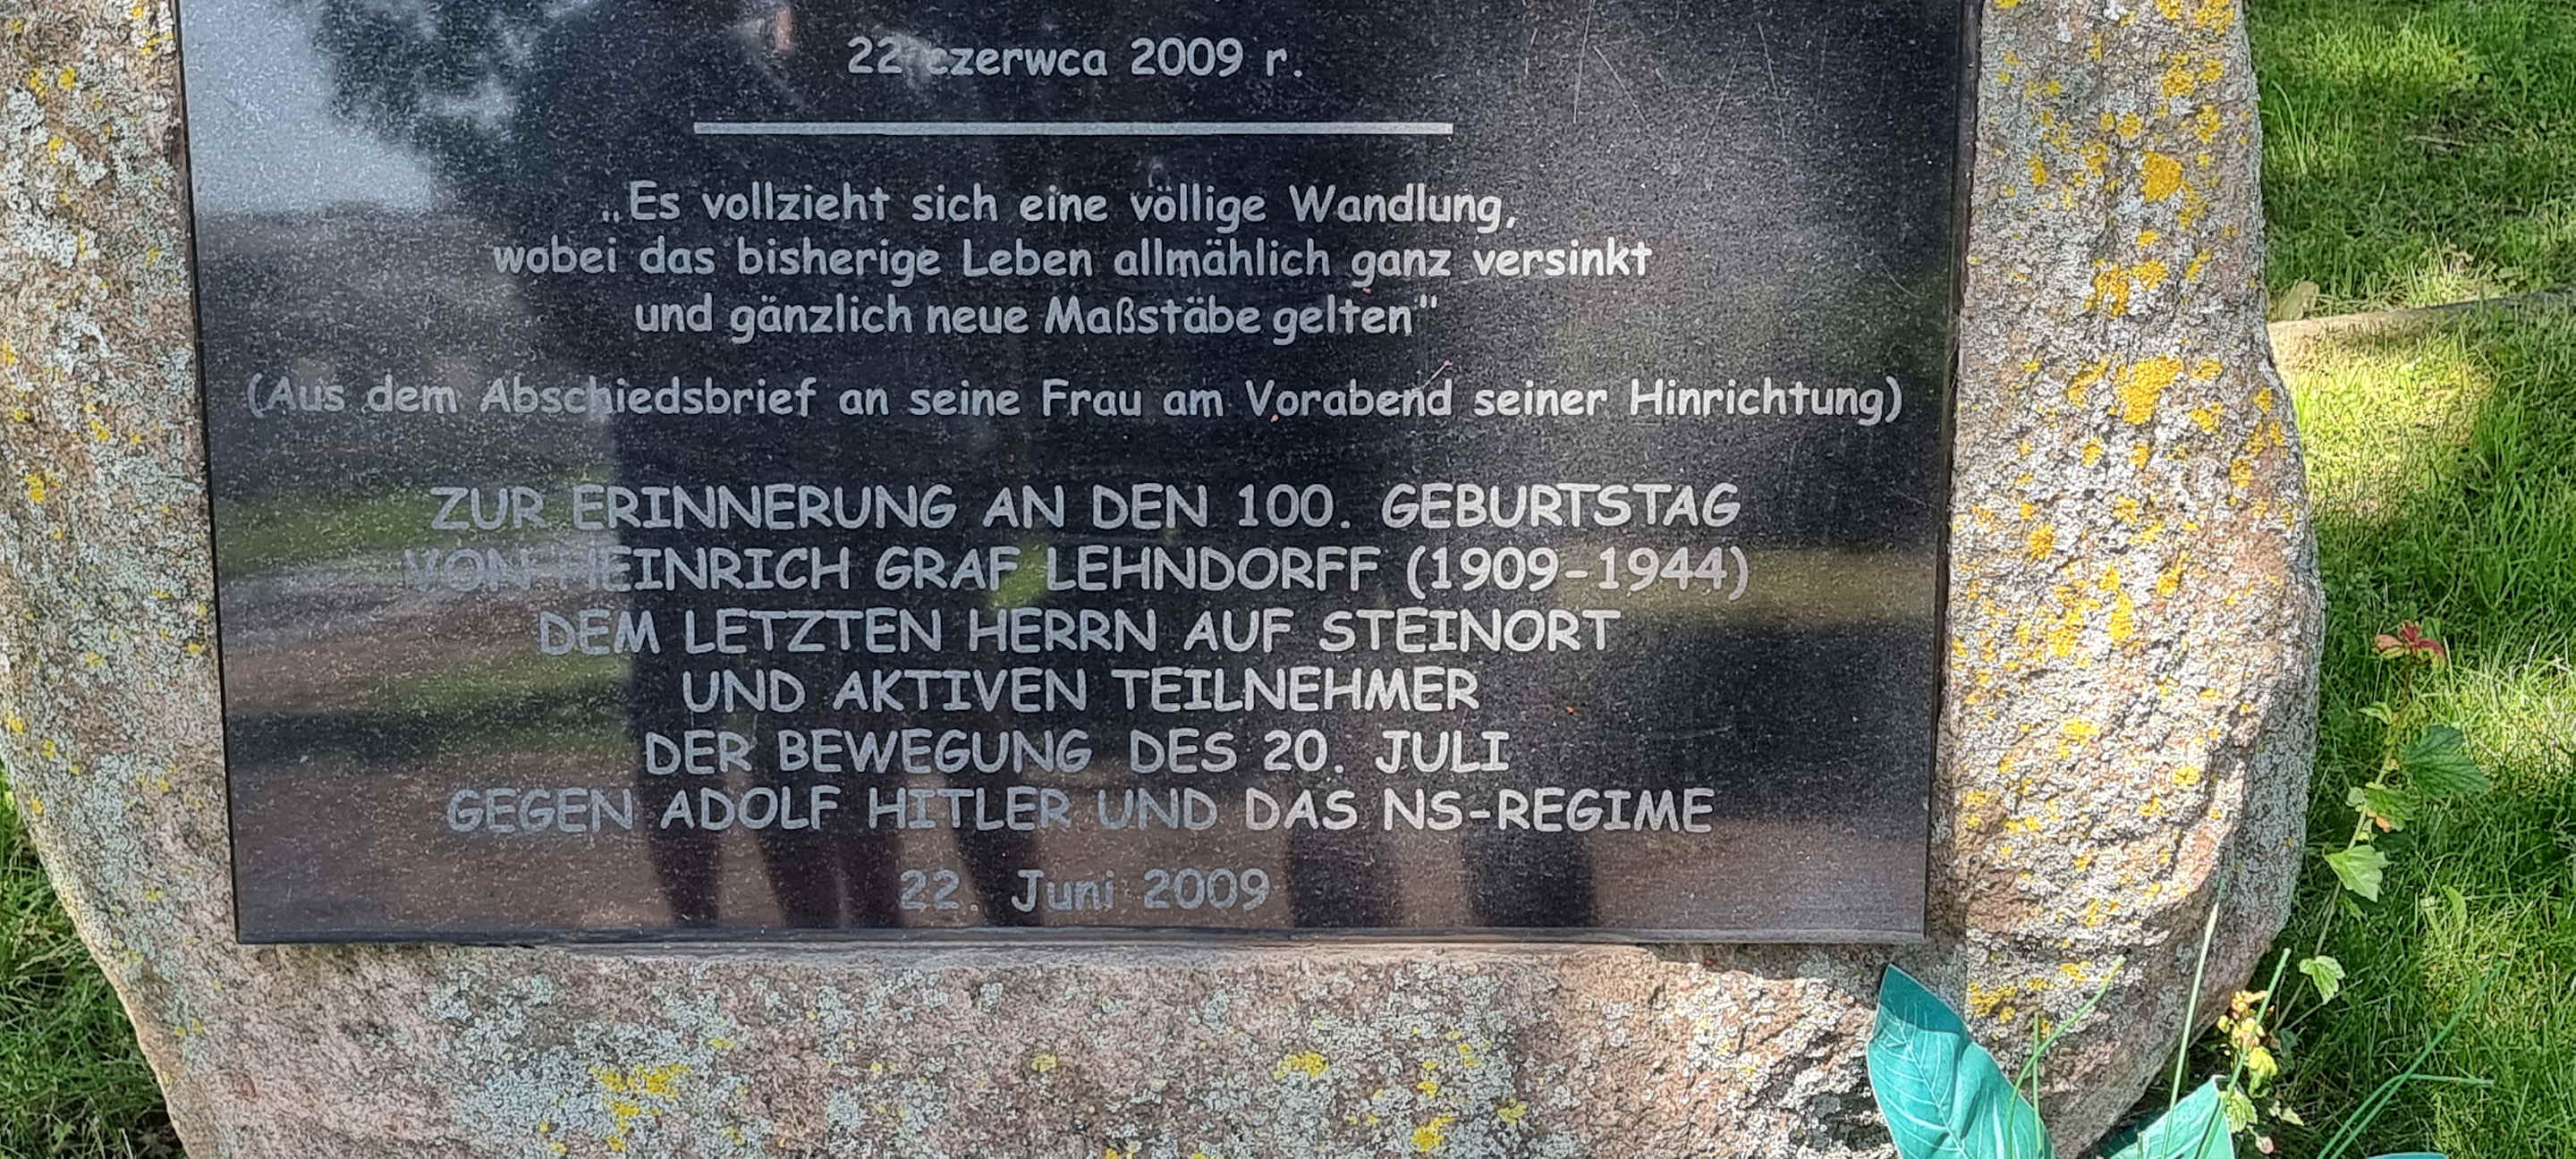 22 czerwca 2009 r.
„Es vollzieht sich eine völlige Wandlung,
wobei das bisherige Leben allmählich ganz versinkt
und gänzlich neue Maßstäbe gelten"
(Aus dem Abschiedsbrief an seine Frau am Vorabend seiner Hinrichtung)
ZUR ERINNERUNG AN DEN 100. GEBURTSTAG
VON HEINRICH GRAF LEHNDORFF (1909-1944)
DEM LETZTEN HERRN AUF STEINORT
UND AKTIVEN TEILNEHMER
DER BEWEGUNG DES 20. JULI
GEGEN ADOLF HITLER UND DAS NS-REGIME
22. Juni 2009